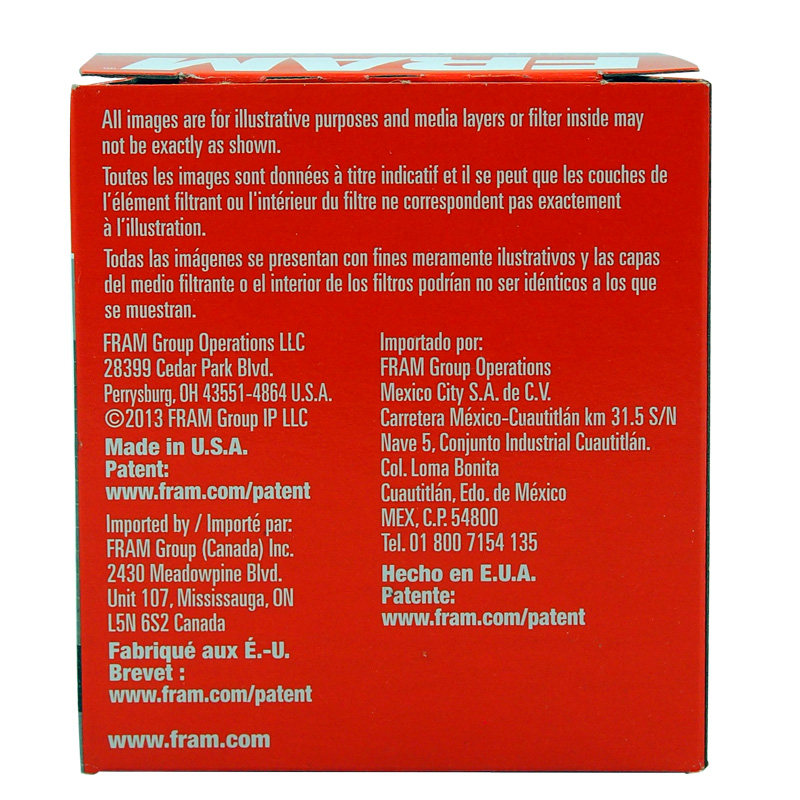 FRAM
All images are for illustrative purposes and media layers or filter inside may
not be exactly as shown.
Toutes les images sont données à titre indicatif et il se peut que les couches de
l'élément filtrant ou l'intérieur du filtre ne correspondent pas exactement
à l'illustration.
Todas las imágenes se presentan con fines meramente ilustrativos y las capas
del medio filtrante o el interior de los filtros podrían no ser idénticos a los que
se muestran.
FRAM Group Operations LLC
28399 Cedar Park Blvd.
Perrysburg, OH 43551-4864 U.S.A.
©2013 FRAM Group IP LLC
Made in U.S.A.
Patent:
www.fram.com/patent
Imported by / Importé par:
FRAM Group (Canada) Inc.
2430 Meadowpine Blvd.
Unit 107, Mississauga, ON
L5N 6S2 Canada
Fabriqué aux É.-U.
Brevet :
www.fram.com/patent
www.fram.com
Importado por:
FRAM Group Operations
Mexico City S.A. de C.V.
Carretera México-Cuautitlán km 31.5 S/N
Nave 5, Conjunto Industrial Cuautitlán.
Col. Loma Bonita
Cuautitlán, Edo. de México
MEX, C.P. 54800
Tel. 01 800 7154 135
Hecho en E.U.A.
Patente:
www.fram.com/patent